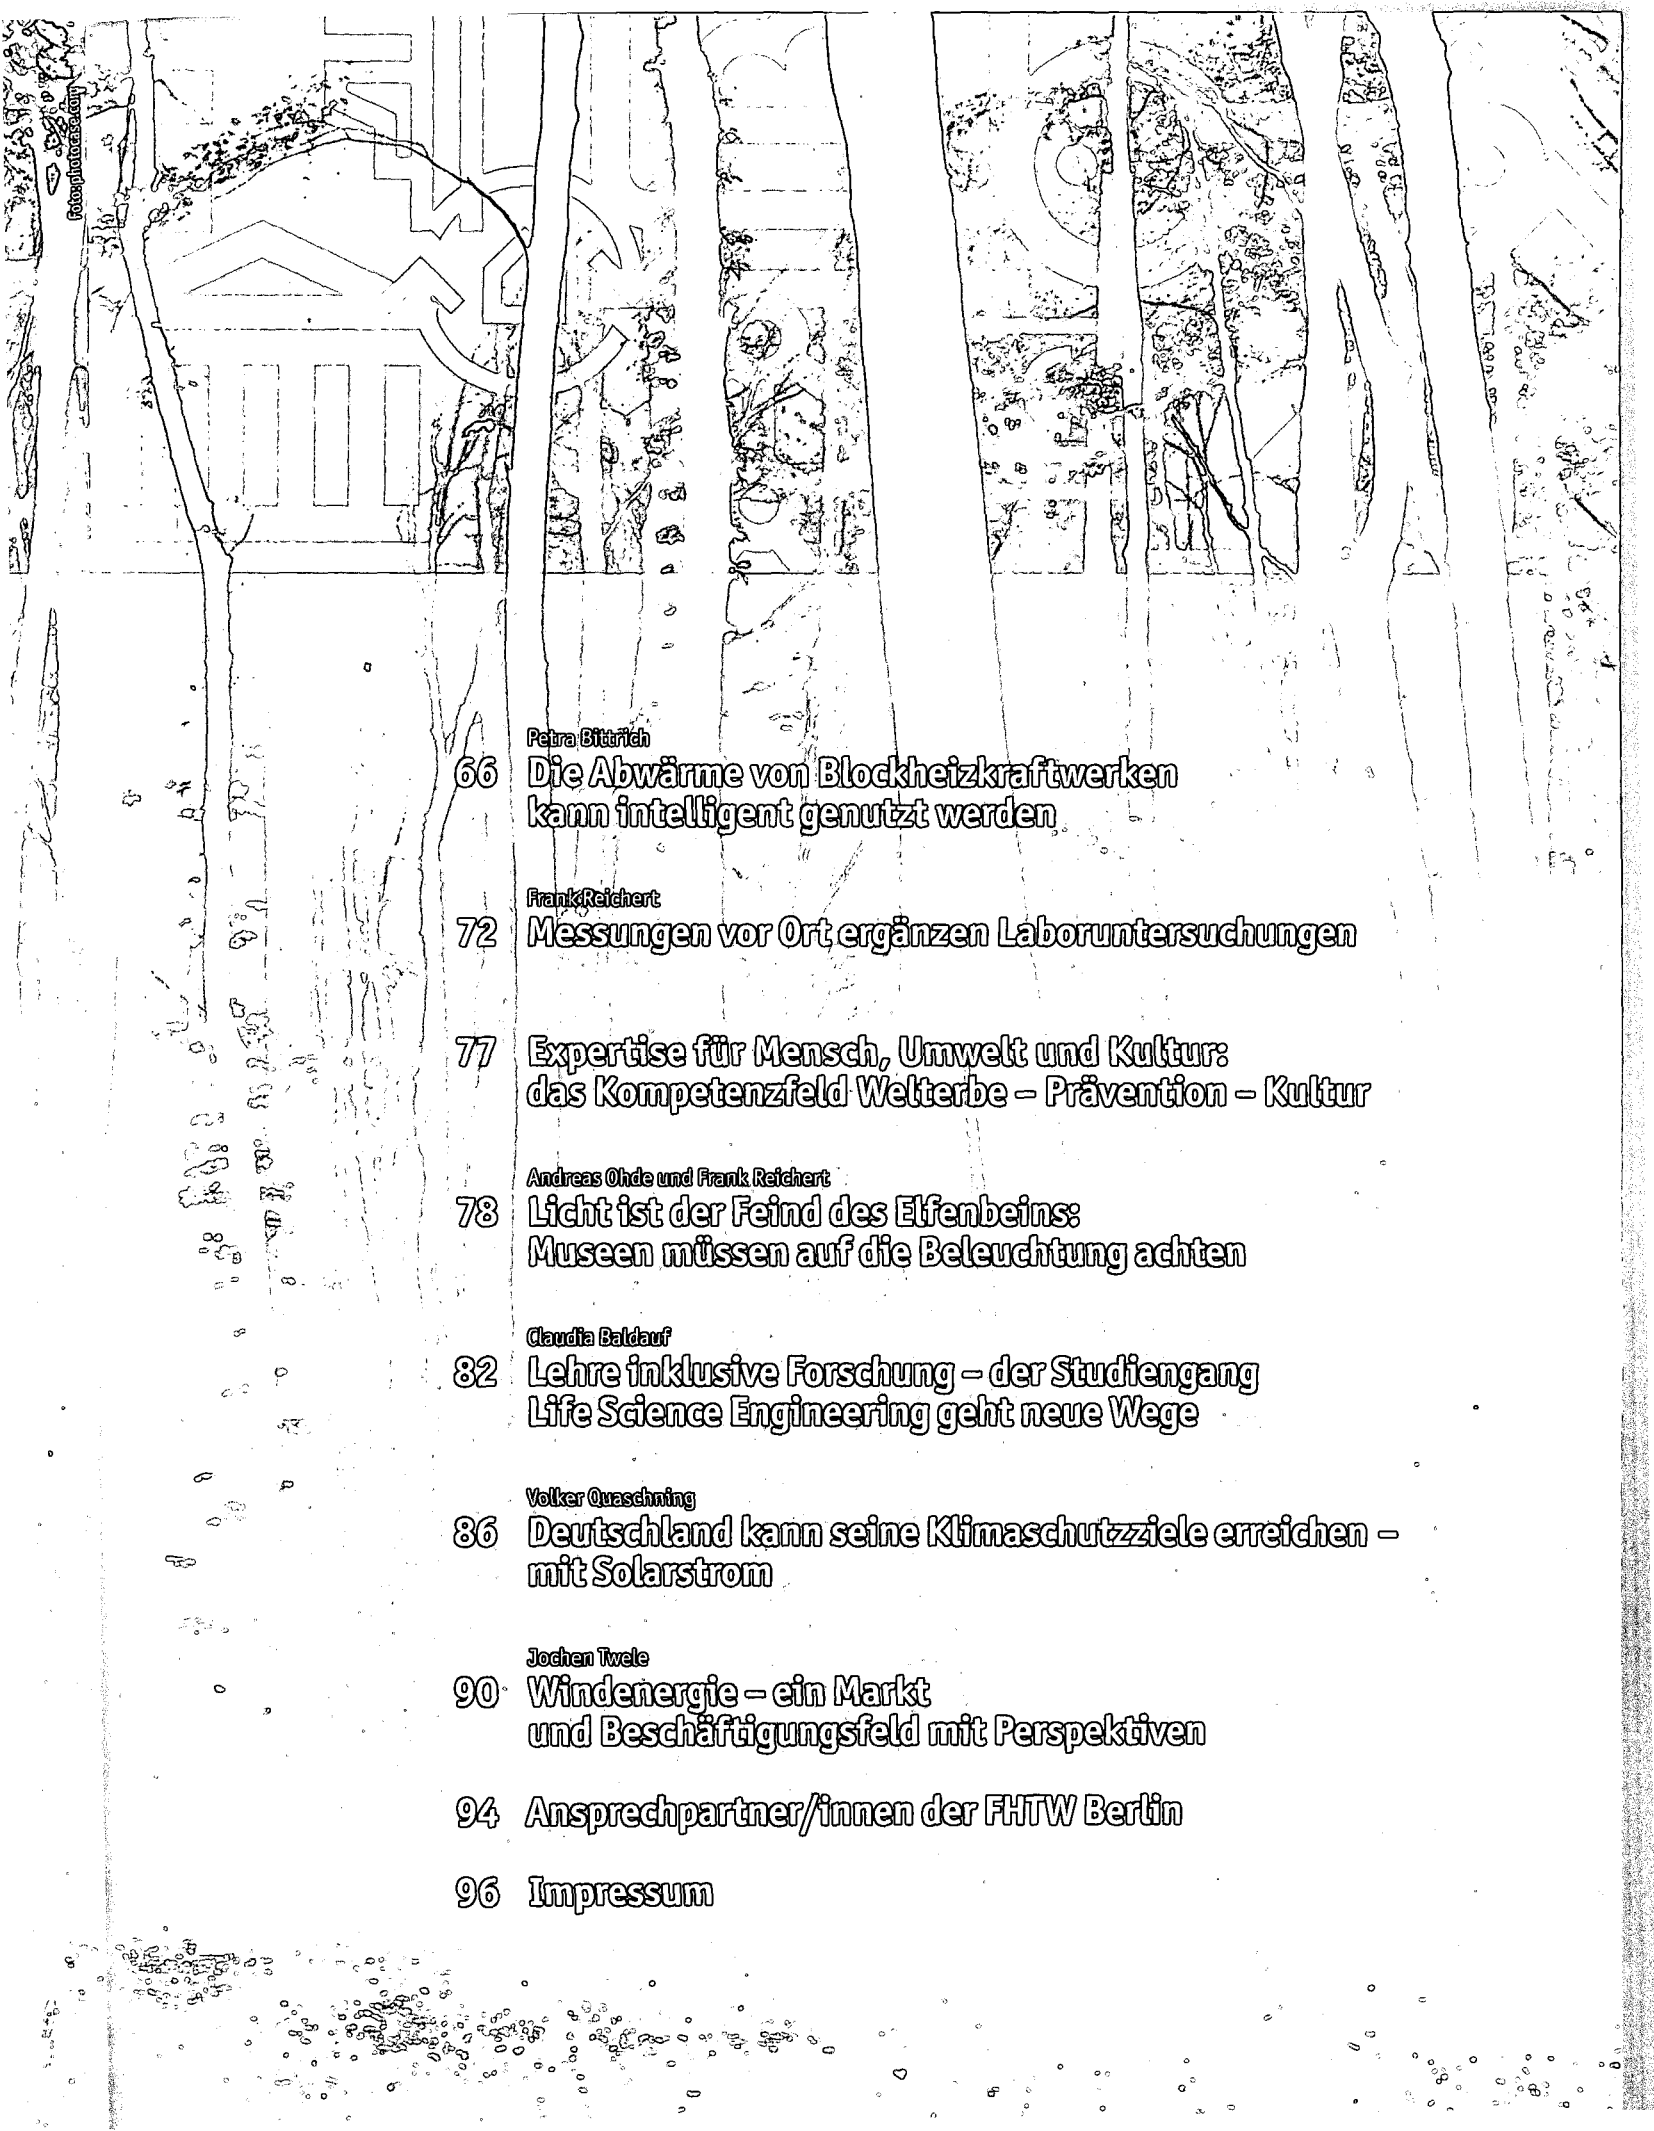 Foto: photocase.com
Petra Bittrich
66 Die Abwärme von Blockheizkraftwerken
kann intelligent genutzt werden
Frank Reichert
72 Messungen vor Ort ergänzen Laboruntersuchungen
77 Expertise für Mensch, Umwelt und Kultur:
das Kompetenzfeld Welterbe – Prävention – Kultur
Andreas Ohde und Frank Reichert
78 Licht ist der Feind des Elfenbeins:
Museen müssen auf die Beleuchtung achten
Claudia Baldauf
82 Lehre inklusive Forschung – der Studiengang
Life Science Engineering geht neue Wege
Volker Quaschning
86 Deutschland kann seine Klimaschutzziele erreichen –
mit Solarstrom
Jochen Twele
90 Windenergie – ein Markt
und Beschäftigungsfeld mit Perspektiven
94 Ansprechpartner/innen der FHTW Berlin
96 Impressum